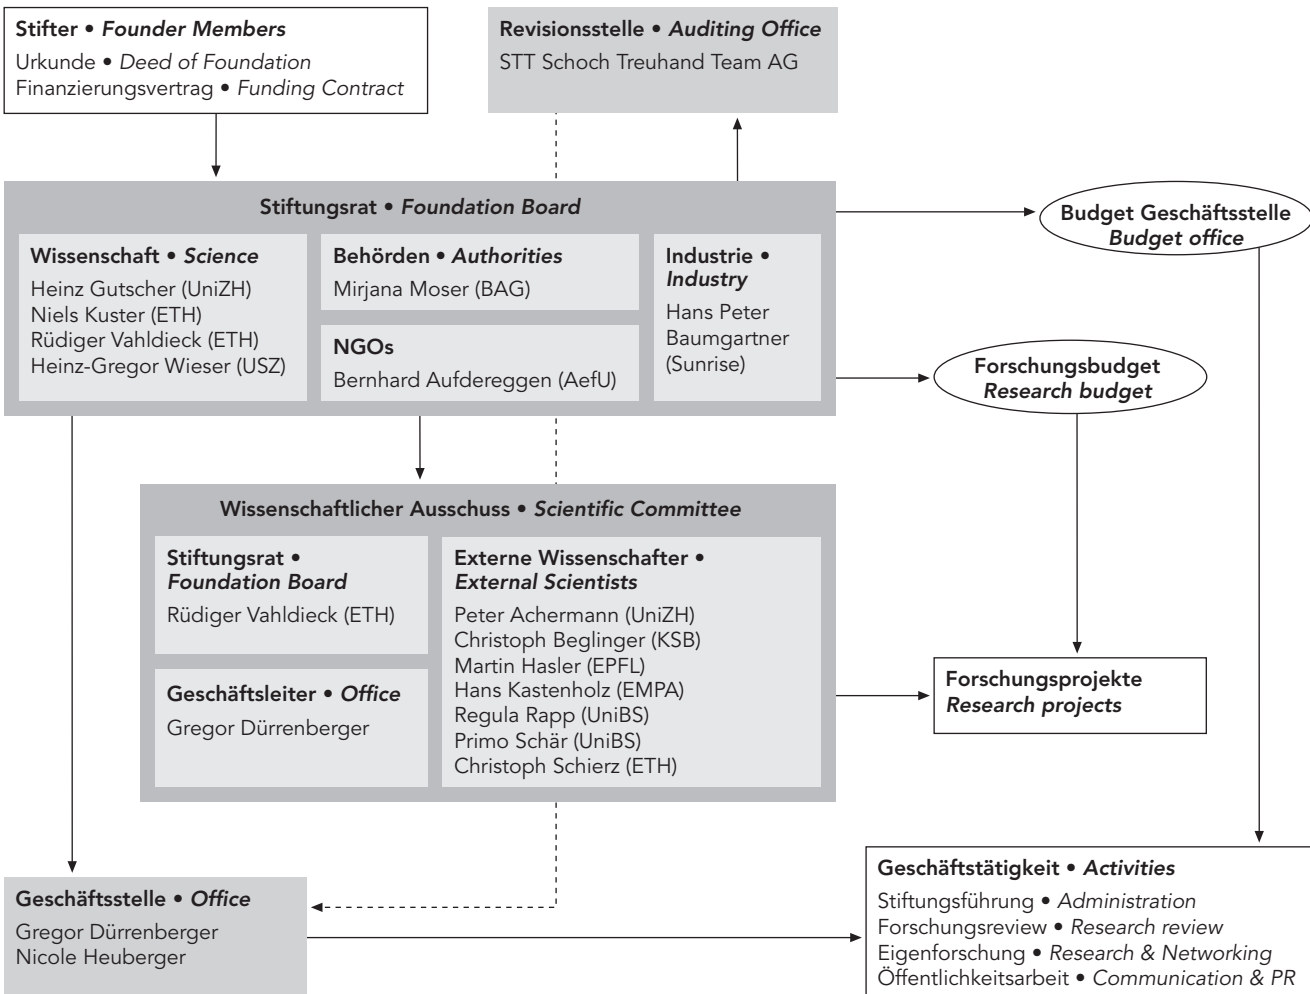 Stifter • Founder Members
Urkunde • Deed of Foundation
Finanzierungsvertrag • Funding Contract
Revisionsstelle • Auditing Office
STT Schoch Treuhand Team AG
Stiftungsrat • Foundation Board
Wissenschaft • Science
Heinz Gutscher (UniZH)
Niels Kuster (ETH)
Rüdiger Vahldieck (ETH)
Heinz-Gregor Wieser (USZ)
Behörden • Authorities
Mirjana Moser (BAG)
NGOs
Bernhard Aufdereggen (AefU)
Industrie •
Industry
Hans Peter
Baumgartner
(Sunrise)
Budget Geschäftsstelle
Budget office
Forschungsbudget
Research budget
Wissenschaftlicher Ausschuss • Scientific Committee
Stiftungsrat •
Foundation Board
Rüdiger Vahldieck (ETH)
Geschäftsleiter • Office
Gregor Dürrenberger
Externe Wissenschafter •
External Scientists
Peter Achermann (UniZH)
Christoph Beglinger (KSB)
Martin Hasler (EPFL)
Hans Kastenholz (EMPA)
Regula Rapp (UniBS)
Primo Schär (UniBS)
Christoph Schierz (ETH)
Forschungsprojekte
Research projects
Geschäftsstelle • Office
Gregor Dürrenberger
Nicole Heuberger
Geschäftstätigkeit • Activities
Stiftungsführung • Administration
Forschungsreview • Research review
Eigenforschung • Research & Networking
Öffentlichkeitsarbeit • Communication & PR